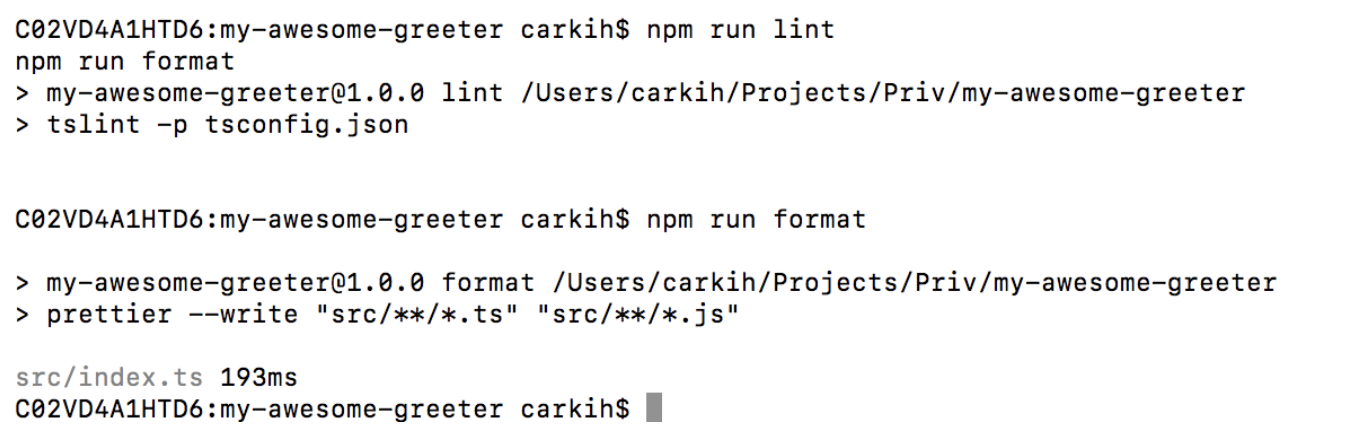 C02VD4A1HTD6:my-awesome-greeter carkih$ npm run lint
npm run format
> my-awesome-greeter@1.0.0 lint /Users/carkih/Projects/Priv/my-awesome-greeter
> tslint -p tsconfig.json
C02VD4A1HTD6:my-awesome-greeter carkih$ npm run format
> my-awesome-greeter@1.0.0 format /Users/carkih/Projects/Priv/my-awesome-greeter
> prettier --write "src/**/*.ts" "src/**/*.js"
src/index.ts 193ms
C02VD4A1HTD6:my-awesome-greeter carkih$